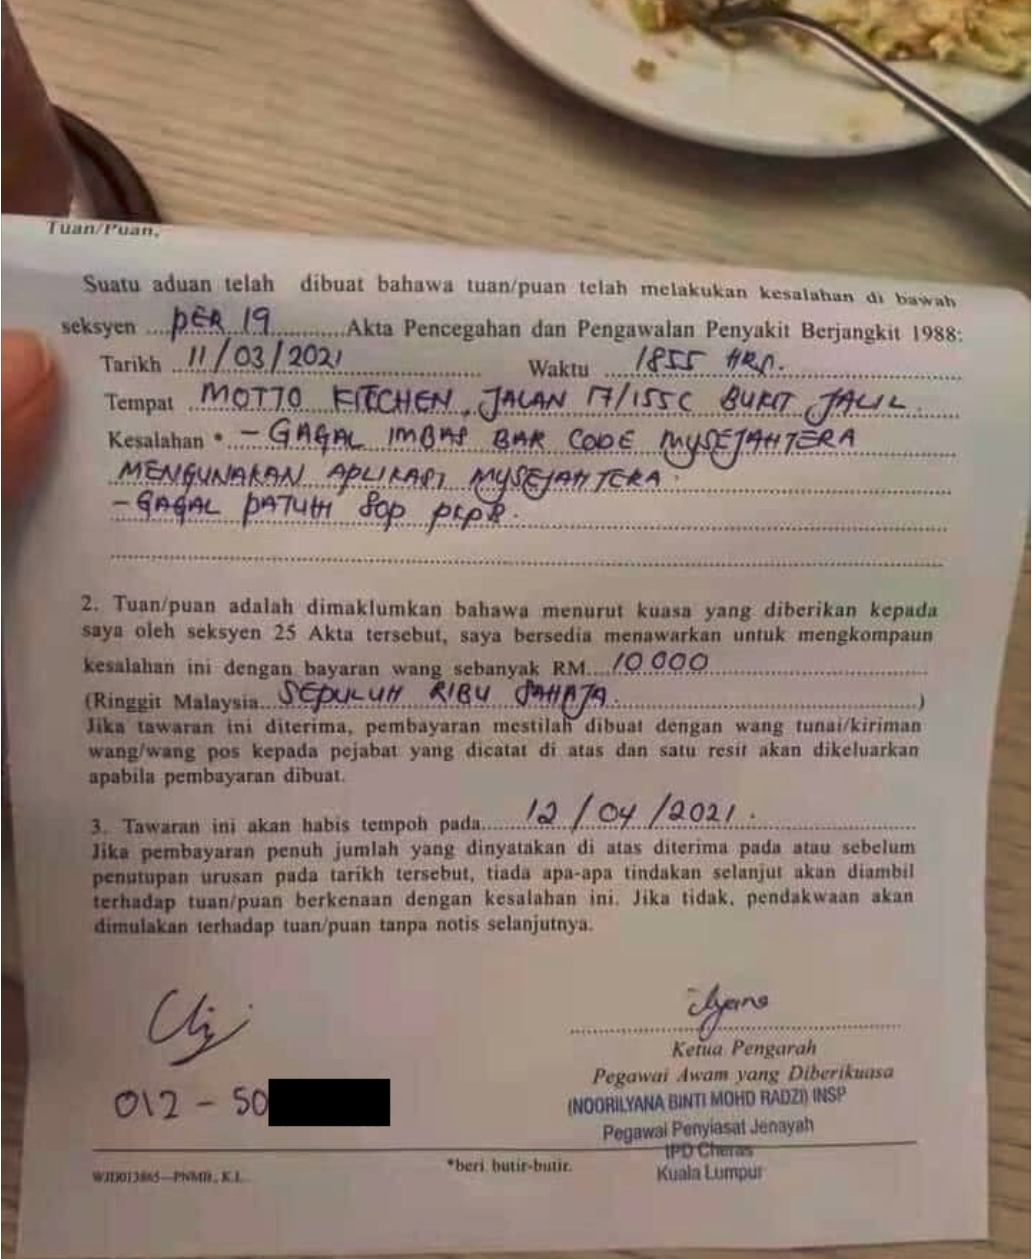 Tuan/Puan,
Suatu aduan telah dibuat bahawa tuan/puan telah melakukan kesalahan di bawah
seksyen ...PER 19............Akta Pencegahan dan Pengawalan Penyakit Berjangkit 1988:
Tarikh ...11/03/2021........................ Waktu ....1855 HRS..........................
Tempat ..MOTTO KITCHEN, JALAN 17/155C BUKIT JALIL.
Kesalahan * ..- GAGAL IMBAS BAR CODE MYSEJAHTERA
MENGUNAKAN APLIKASI MYSEJAHTERA.
- GAGAL PATUH SOP PKPB.
2. Tuan/puan adalah dimaklumkan bahawa menurut kuasa yang diberikan kepada
saya oleh seksyen 25 Akta tersebut, saya bersedia menawarkan untuk mengkompaun
kesalahan ini dengan bayaran wang sebanyak RM...10 000..............................
(Ringgit Malaysia...SEPULUH RIBU SAHAJA.............................................)
Jika tawaran ini diterima, pembayaran mestilah dibuat dengan wang tunai/kiriman
wang/wang pos kepada pejabat yang dicatat di atas dan satu resit akan dikeluarkan
apabila pembayaran dibuat.
3. Tawaran ini akan habis tempoh pada......12/04/2021.......................
Jika pembayaran penuh jumlah yang dinyatakan di atas diterima pada atau sebelum
penutupan urusan pada tarikh tersebut, tiada apa-apa tindakan selanjut akan diambil
terhadap tuan/puan berkenaan dengan kesalahan ini. Jika tidak, pendakwaan akan
dimulakan terhadap tuan/puan tanpa notis selanjutnya.
Ketua Pengarah
Pegawai Awam yang Diberikuasa
012 - 50
(NOORILYANA BINTI MOHD RADZI) INSP
Pegawai Penyiasat Jenayah
IPD Cheras
Kuala Lumpur
*beri butir-butir.
WJD013865—PNMB., K.L.